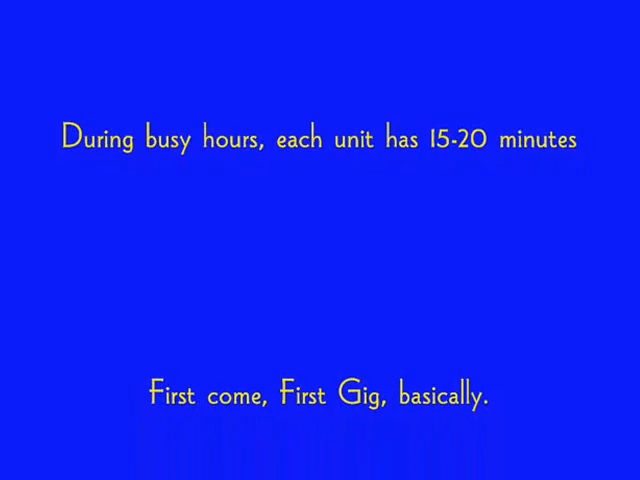 During busy hours, each unit has 15-20 minutes
First come, First Gig, basically.